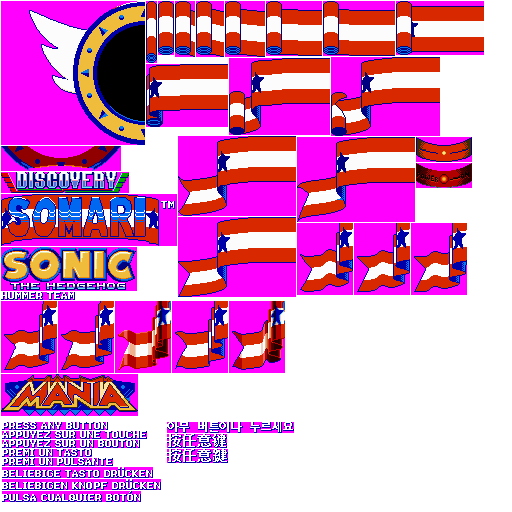 DISCOVERY
SOMARI TM
SONIC
THE HEDGEHOG
HUMMER TEAM
MANIA
PRESS ANY BUTTON
APPUYEZ SUR UNE TOUCHE
APPUYEZ SUR UN BOUTON
PREMI UN TASTO
PREMI UN PULSANTE
BELIEBIGE TASTO DRÜCKEN
BELIEBIGEN KNOPF DRÜCKEN
PULSA CUALQUIER BOTÓN
아무 버튼이나 누르세요
按任意鍵
按任意键